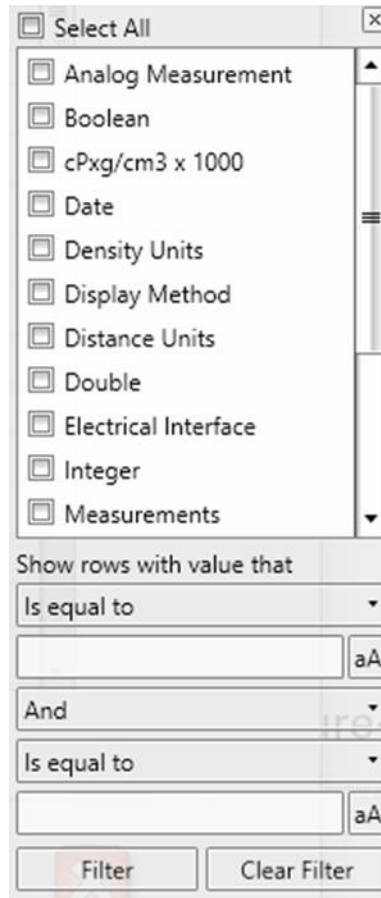 Select All
Analog Measurement
Boolean
cPxg/cm3 x 1000
Date
Density Units
Display Method
Distance Units
Double
Electrical Interface
Integer
Measurements
Show rows with value that
Is equal to
aA
And
Is equal to
aA
Filter
Clear Filter